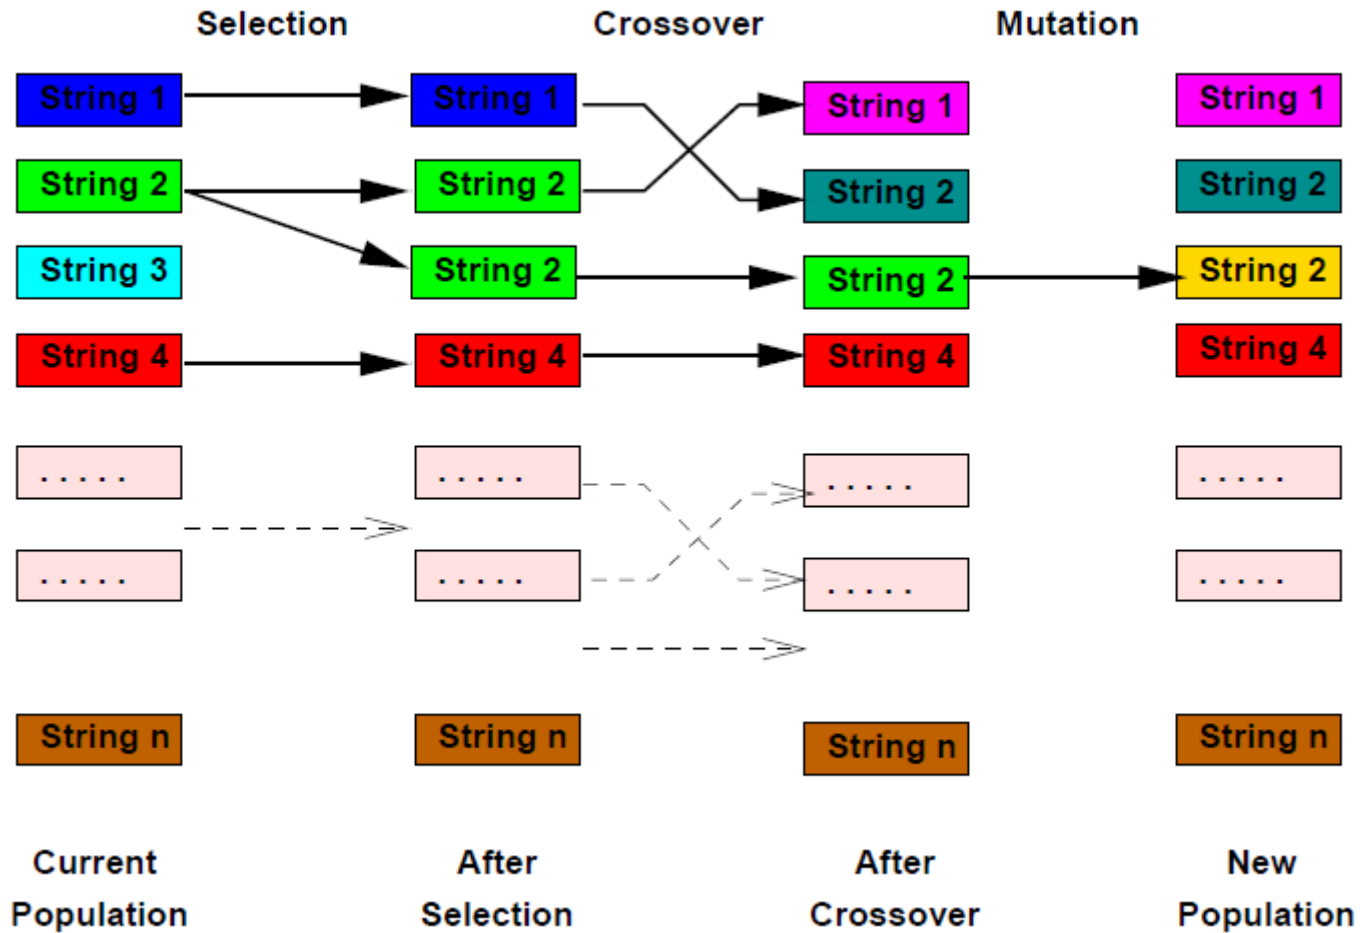 Selection Crossover Mutation
String 1 String 1 String 1 String 1
String 2 String 2 String 2 String 2
String 3 String 2 String 2 String 2
String 4 String 4 String 4 String 4
. . . . . . . . . . . . . . . . . . . .
. . . . . . . . . . . . . . . . . . . .
String n String n String n String n
Current After After New
Population Selection Crossover Population